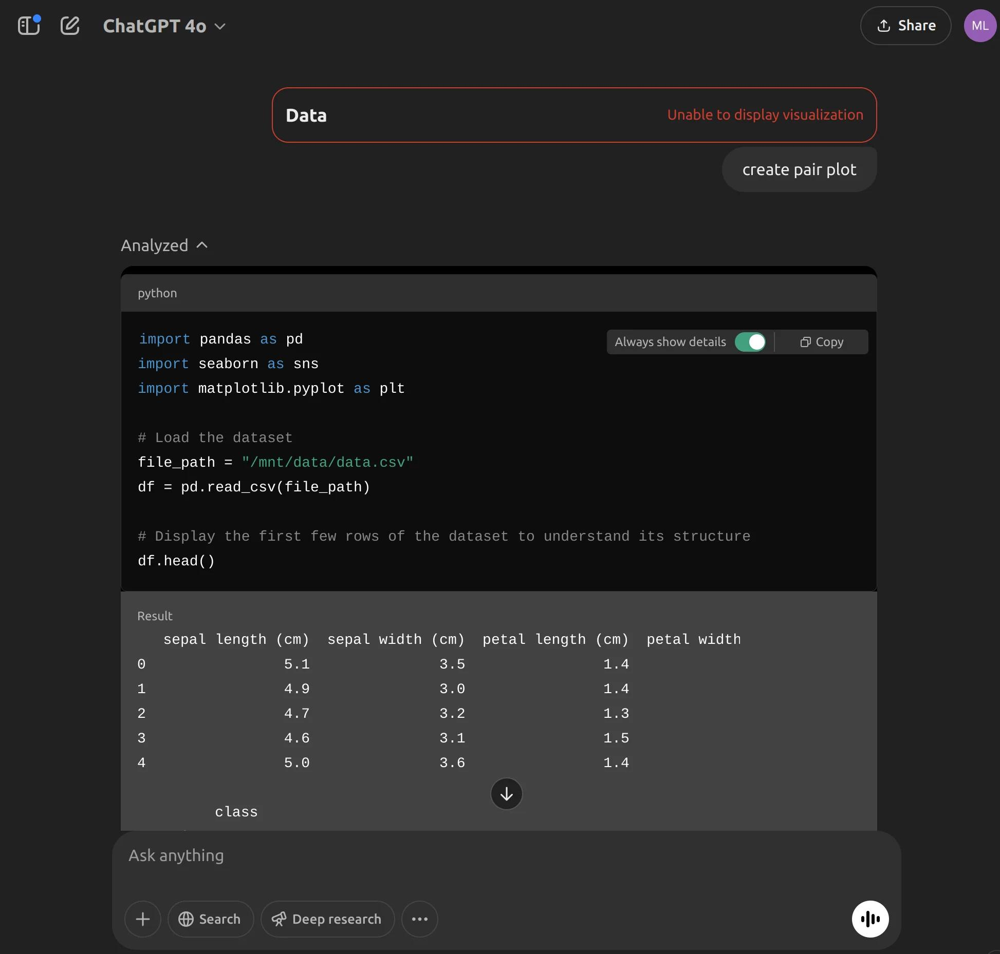 ChatGPT 4o
Share
ML
Data
Unable to display visualization
create pair plot
Analyzed
python
import pandas as pd
Always show details
Copy
import seaborn as sns
import matplotlib.pyplot as plt
# Load the dataset
file_path = "/mnt/data/data.csv"
df = pd.read_csv(file_path)
# Display the first few rows of the dataset to understand its structure
df.head()
Result
sepal length (cm)  sepal width (cm)  petal length (cm)  petal width
0 5.1 3.5 1.4
1 4.9 3.0 1.4
2 4.7 3.2 1.3
3 4.6 3.1 1.5
4 5.0 3.6 1.4
class
Ask anything
Search
Deep research